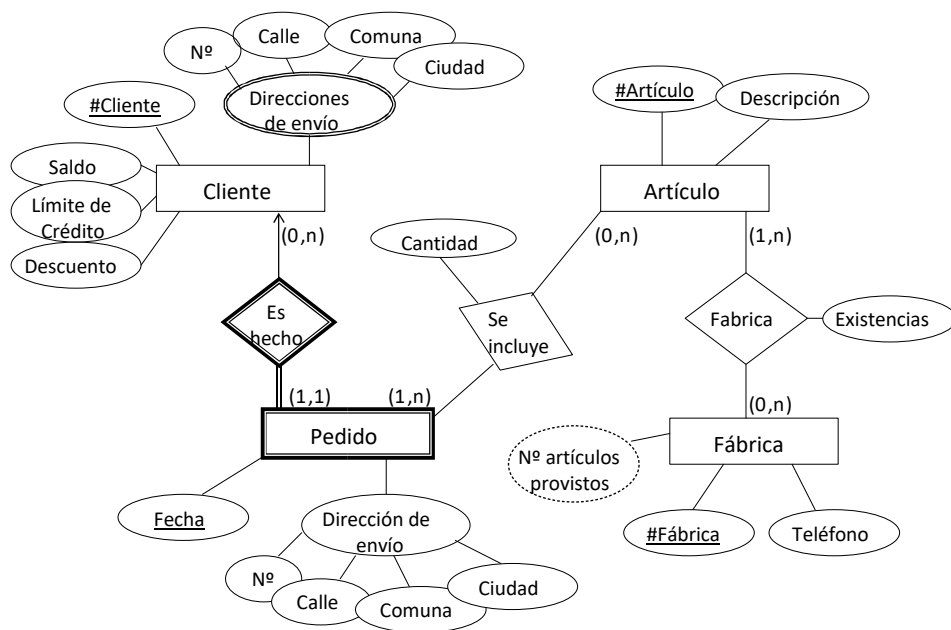 Nº
Calle
Comuna
Ciudad
Direcciones
de envío
#Cliente
Saldo
Límite de
Crédito
Descuento
Cliente
(0,n)
Es
hecho
(1,1)
(1,n)
Pedido
Fecha
Dirección de
envío
Nº
Calle
Comuna
Ciudad
Cantidad
Se
incluye
#Artículo
Descripción
Artículo
(0,n)
(1,n)
Fabrica
Existencias
(0,n)
Fábrica
Nº artículos
provistos
#Fábrica
Teléfono